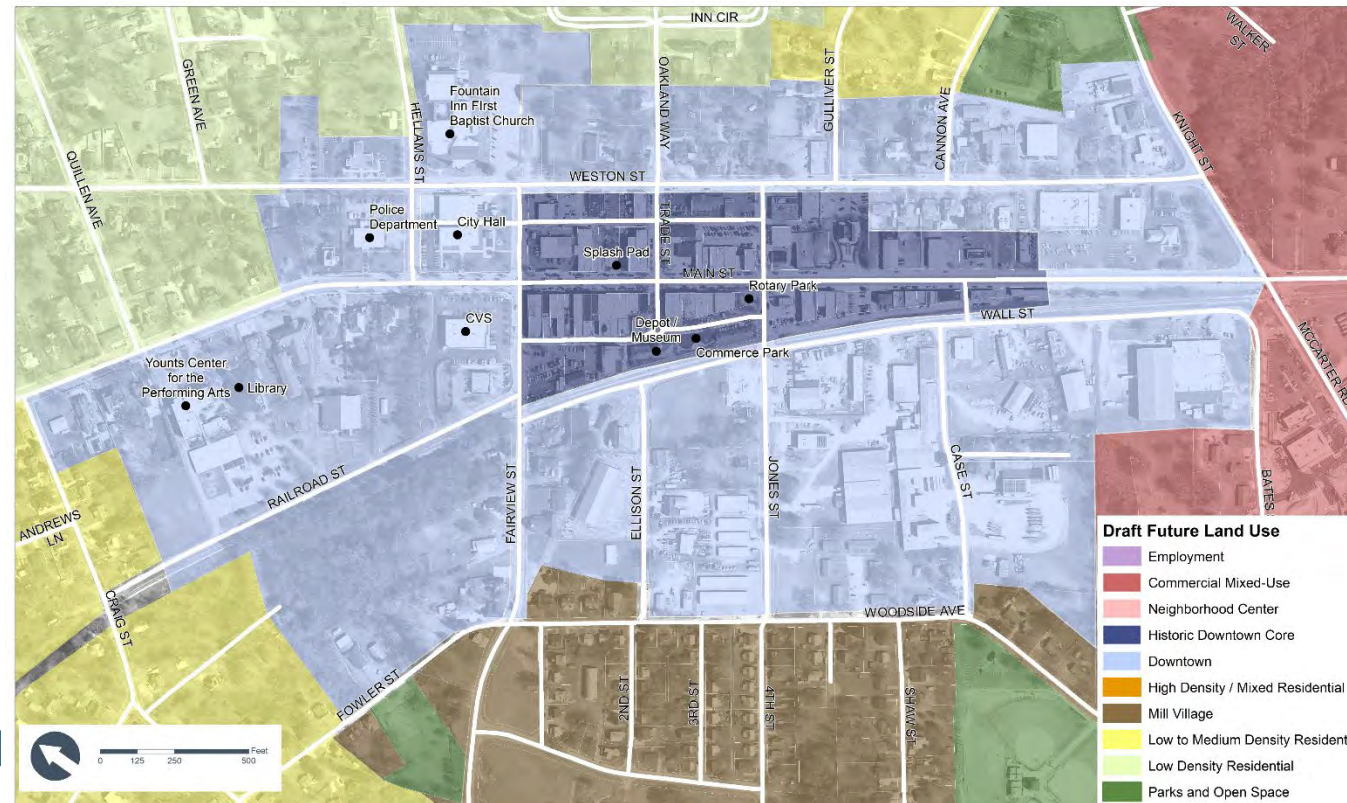 INN CIR
WALKER
ST
GREEN AVE
HELLAMS ST
OAKLAND WAY
GULLIVER ST
CANNON AVE
KNIGHT ST
QUILLEN AVE
Fountain
Inn FIrst
Baptist Church
WESTON ST
Police
Department
City Hall
TRADE ST
Splash Pad
MAIN ST
Rotary Park
CVS
Depot /
Museum
Commerce Park
WALL ST
MCCARTER RD
Younts Center
for the
Performing Arts
Library
RAILROAD ST
FAIRVIEW ST
ELLISON ST
JONES ST
CASE ST
BATES
ANDREWS
LN
CRAIG ST
FOWLER ST
WOODSIDE AVE
2ND ST
3RD ST
4TH ST
SHAW ST
0 125 250 500
Feet
Draft Future Land Use
Employment
Commercial Mixed-Use
Neighborhood Center
Historic Downtown Core
Downtown
High Density / Mixed Residential
Mill Village
Low to Medium Density Resident
Low Density Residential
Parks and Open Space